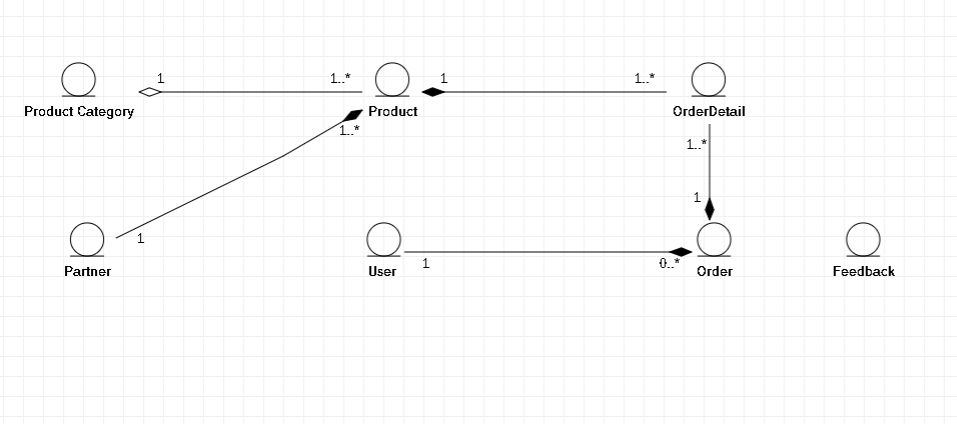 1
1..*
1
1..*
Product Category
Product
OrderDetail
1..*
1..*
1
1
Partner
User
1
0..*
Order
Feedback